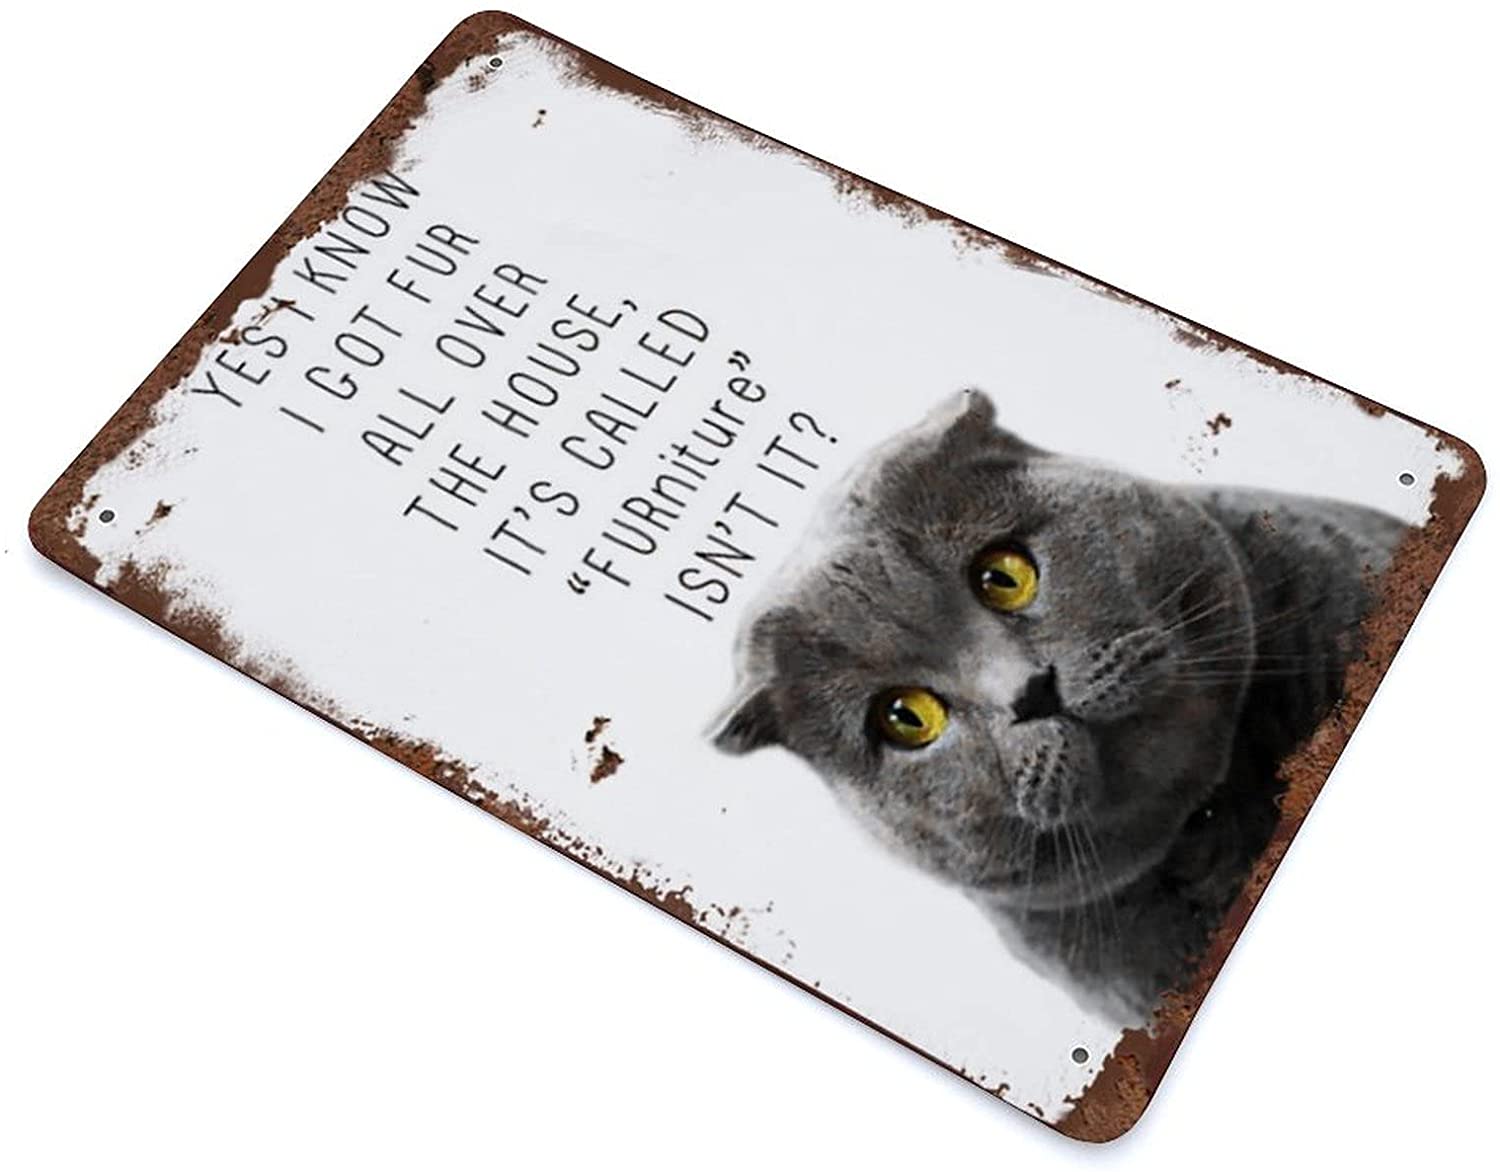 YES I KNOW
I GOT FUR
ALL OVER
THE HOUSE,
IT'S CALLED
“FURniture”
ISN'T IT?